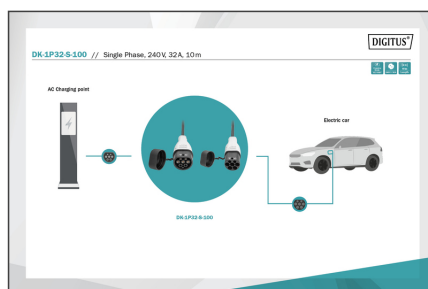 DIGITUS®
DK-1P32-S-100 // Single Phase, 240V, 32A, 10m
AC Charging point
Electric car
DK-1P32-S-100